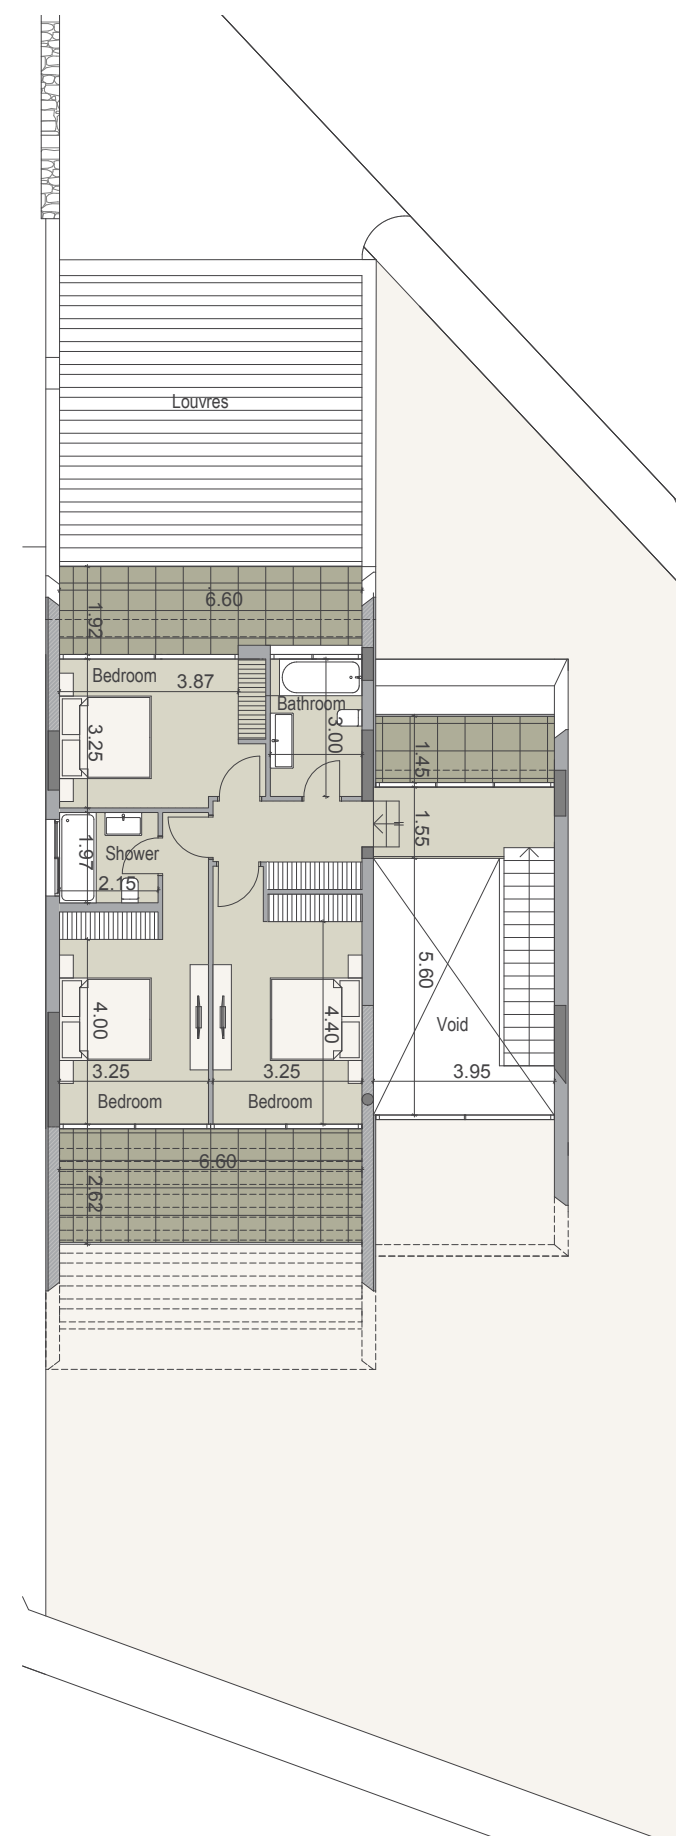 Louvres
6.60
1.92
Bedroom
3.87
Bathroom
3.25
3.00
1.45
1.55
1.97
Shower
2.15
5.60
4.00
4.40
Void
3.25
3.25
3.95
Bedroom
Bedroom
6.60
2.62